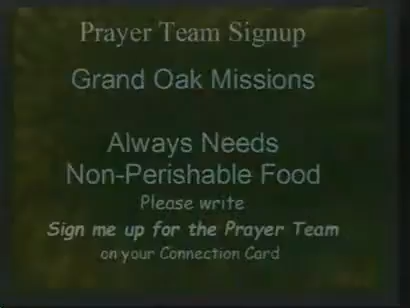 Prayer Team Signup
Grand Oak Missions
Always Needs
Non-Perishable Food
Please write
Sign me up for the Prayer Team
on your Connection Card